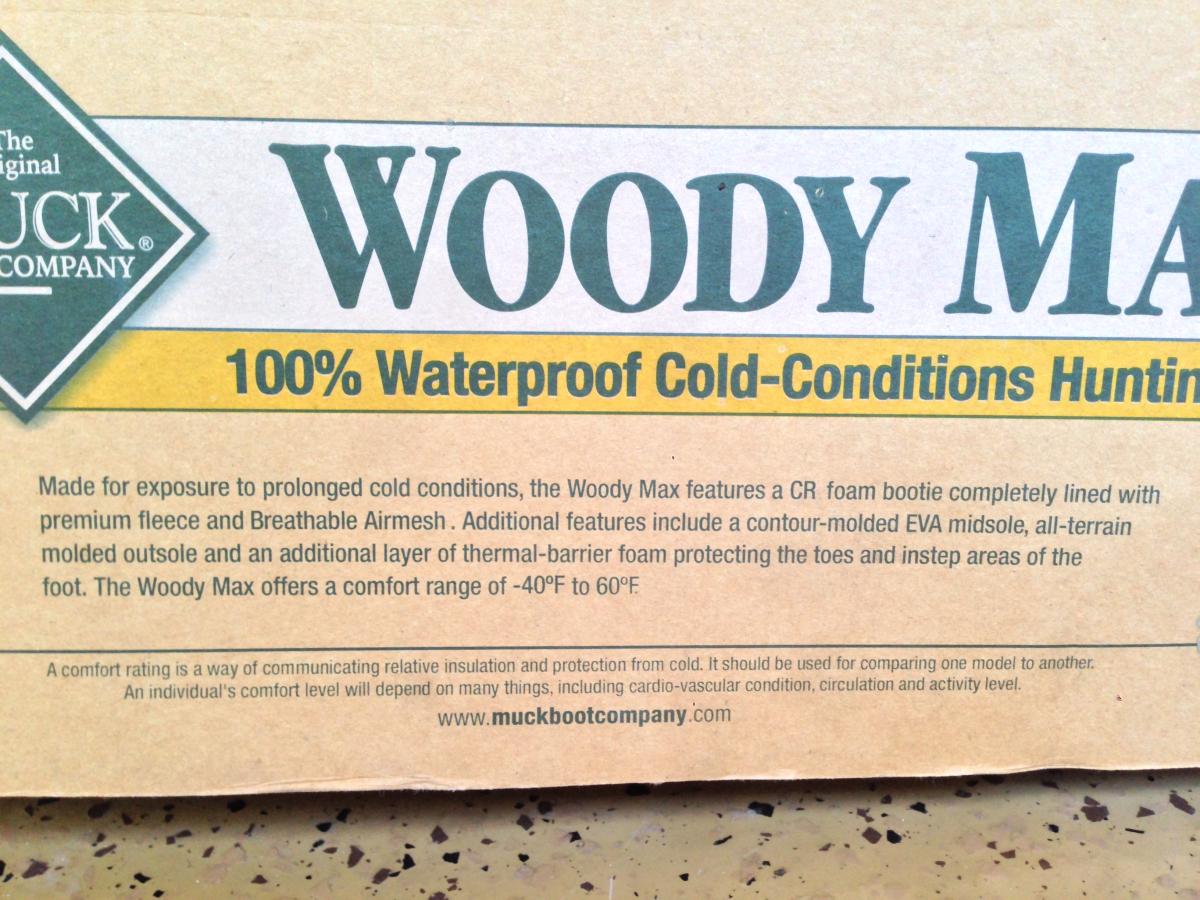 The
iginal
UCK®
COMPANY
WOODY MA
100% Waterproof Cold-Conditions Huntin
Made for exposure to prolonged cold conditions, the Woody Max features a CR foam bootie completely lined with
premium fleece and Breathable Airmesh. Additional features include a contour-molded EVA midsole, all-terrain
molded outsole and an additional layer of thermal-barrier foam protecting the toes and instep areas of the
foot. The Woody Max offers a comfort range of -40ºF to 60ºF.
A comfort rating is a way of communicating relative insulation and protection from cold. It should be used for comparing one model to another.
An individual's comfort level will depend on many things, including cardio-vascular condition, circulation and activity level.
www.muckbootcompany.com